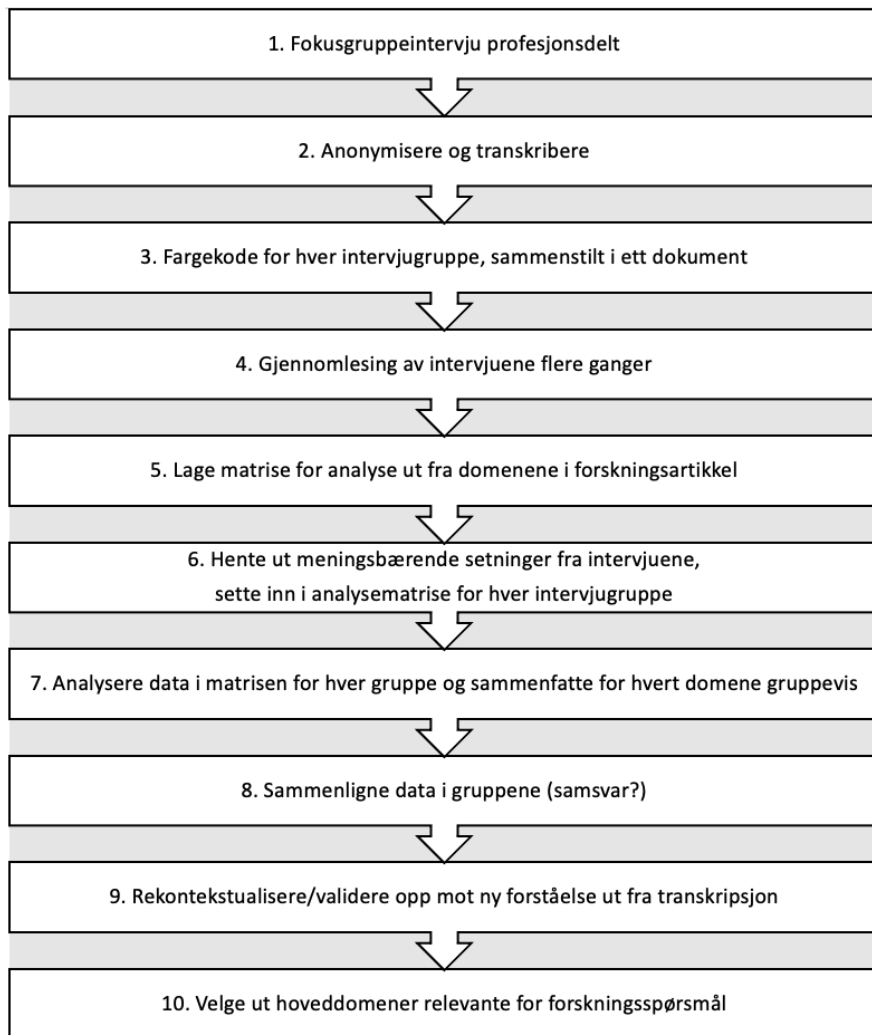 1. Fokusgruppeintervju profesjonsdelt
2. Anonymisere og transkribere
3. Fargekode for hver intervjugruppe, sammenstilt i ett dokument
4. Gjennomlesing av intervjuene flere ganger
5. Lage matrise for analyse ut fra domenene i forskningsartikkel
6. Hente ut meningsbærende setninger fra intervjuene,
sette inn i analysematrise for hver intervjugruppe
7. Analysere data i matrisen for hver gruppe og sammenfatte for hvert domene gruppevis
8. Sammenligne data i gruppene (samsvar?)
9. Rekontekstualisere/validere opp mot ny forståelse ut fra transkripsjon
10. Velge ut hoveddomener relevante for forskningsspørsmål